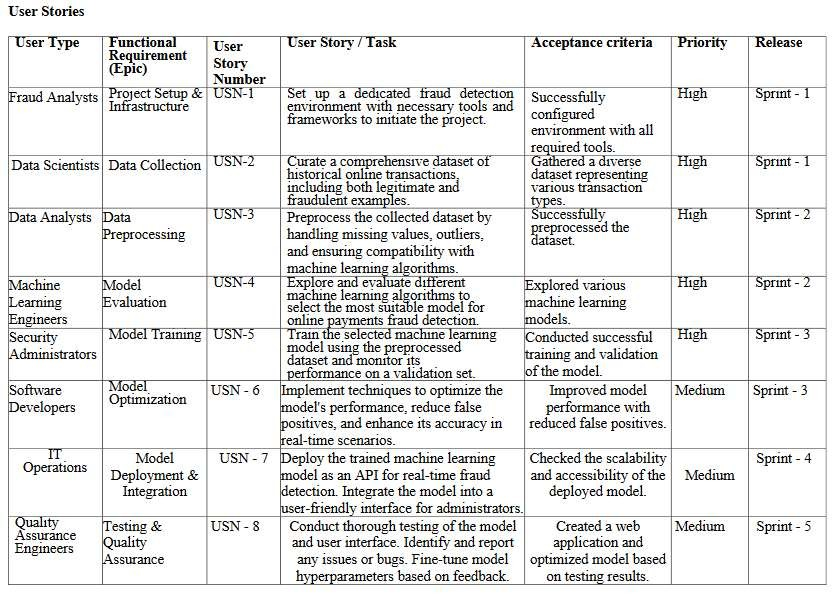 User Stories
User Type
Functional
Requirement
(Epic)
User
Story
Number
User Story / Task
Acceptance criteria
Priority
Release
Fraud Analysts
Project Setup &
Infrastructure
USN-1
Set up a dedicated fraud detection
environment with necessary tools and
frameworks to initiate the project.
Successfully
configured
environment with all
required tools.
High
Sprint - 1
Data Scientists
Data Collection
USN-2
Curate a comprehensive dataset of
historical online transactions,
including both legitimate and
fraudulent examples.
Gathered a diverse
dataset representing
various transaction
types.
High
Sprint - 1
Data Analysts
Data
Preprocessing
USN-3
Preprocess the collected dataset by
handling missing values, outliers,
and ensuring compatibility with
machine learning algorithms.
Successfully
preprocessed the
dataset.
High
Sprint - 2
Machine
Learning
Engineers
Model
Evaluation
USN-4
Explore and evaluate different
machine learning algorithms to
select the most suitable model for
online payments fraud detection.
Explored various
machine learning
models.
High
Sprint - 2
Security
Administrators
Model Training
USN-5
Train the selected machine learning
model using the preprocessed
dataset and monitor its
performance on a validation set.
Conducted successful
training and validation
of the model.
High
Sprint - 3
Software
Developers
Model
Optimization
USN - 6
Implement techniques to optimize the
model's performance, reduce false
positives, and enhance its accuracy in
real-time scenarios.
Improved model
performance with
reduced false positives.
Medium
Sprint - 3
IT
Operations
Model
Deployment &
Integration
USN - 7
Deploy the trained machine learning
model as an API for real-time fraud
detection. Integrate the model into a
user-friendly interface for administrators.
Checked the scalability
and accessibility of the
deployed model.
Medium
Sprint - 4
Quality
Assurance
Engineers
Testing &
Quality
Assurance
USN - 8
Conduct thorough testing of the model
and user interface. Identify and report
any issues or bugs. Fine-tune model
hyperparameters based on feedback.
Created a web
application and
optimized model based
on testing results.
Medium
Sprint - 5